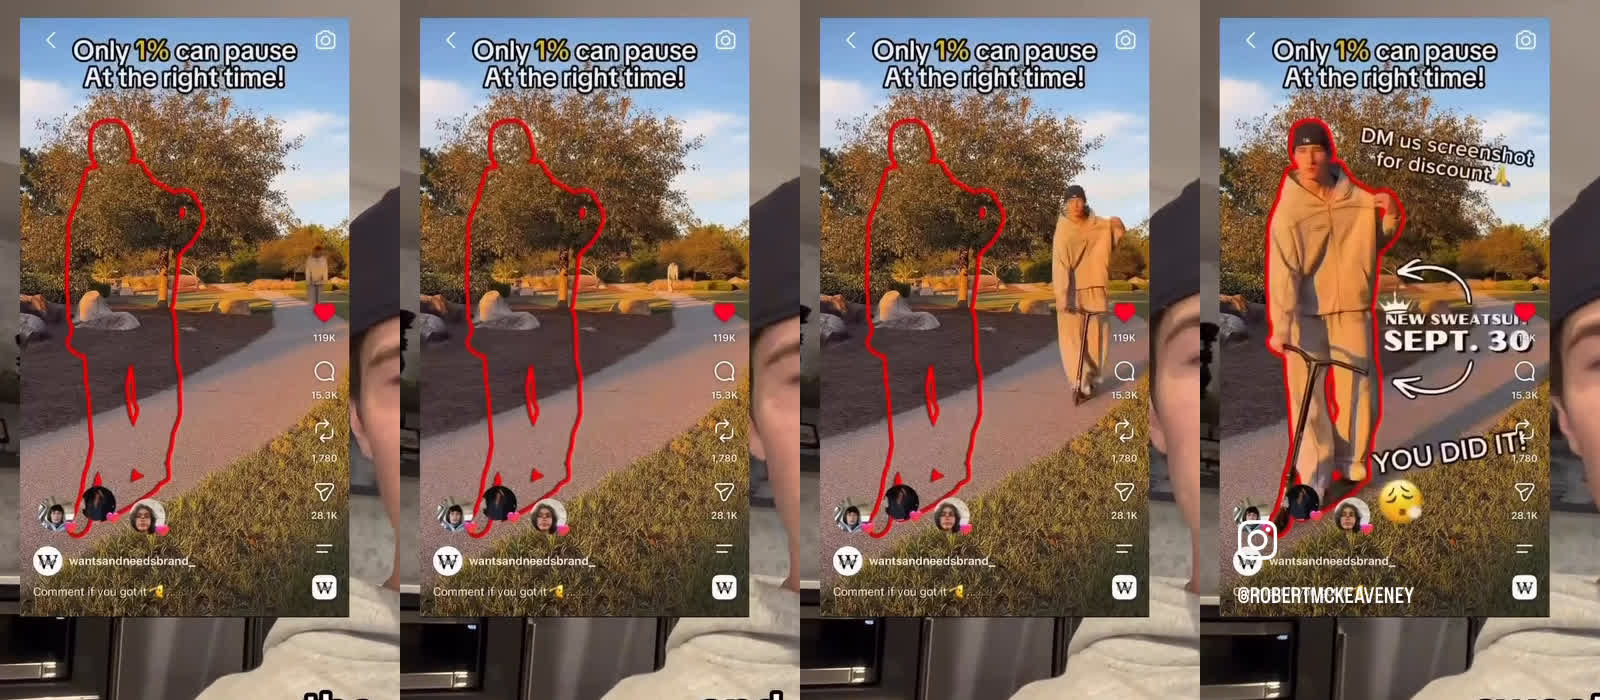 Only 1% can pause
At the right time!
119K
15.3K
1,780
28.1K
W wantsandneedsbrand_
W
Comment if you got it 🫡 ...
Only 1% can pause
At the right time!
119K
15.3K
1,780
28.1K
W wantsandneedsbrand_
W
Comment if you got it 🫡 ...
and
Only 1% can pause
At the right time!
119K
15.3K
1,780
28.1K
W wantsandneedsbrand_
W
Comment if you got it 🫡 ...
Only 1% can pause
At the right time!
DM us screenshot
for discount🙏
NEW SWEATSUIT
SEPT. 30
15.3K
YOU DID IT!
1,780
28.1K
W wantsandneedsbrand_
W
@ROBERTMCKEAVENEY